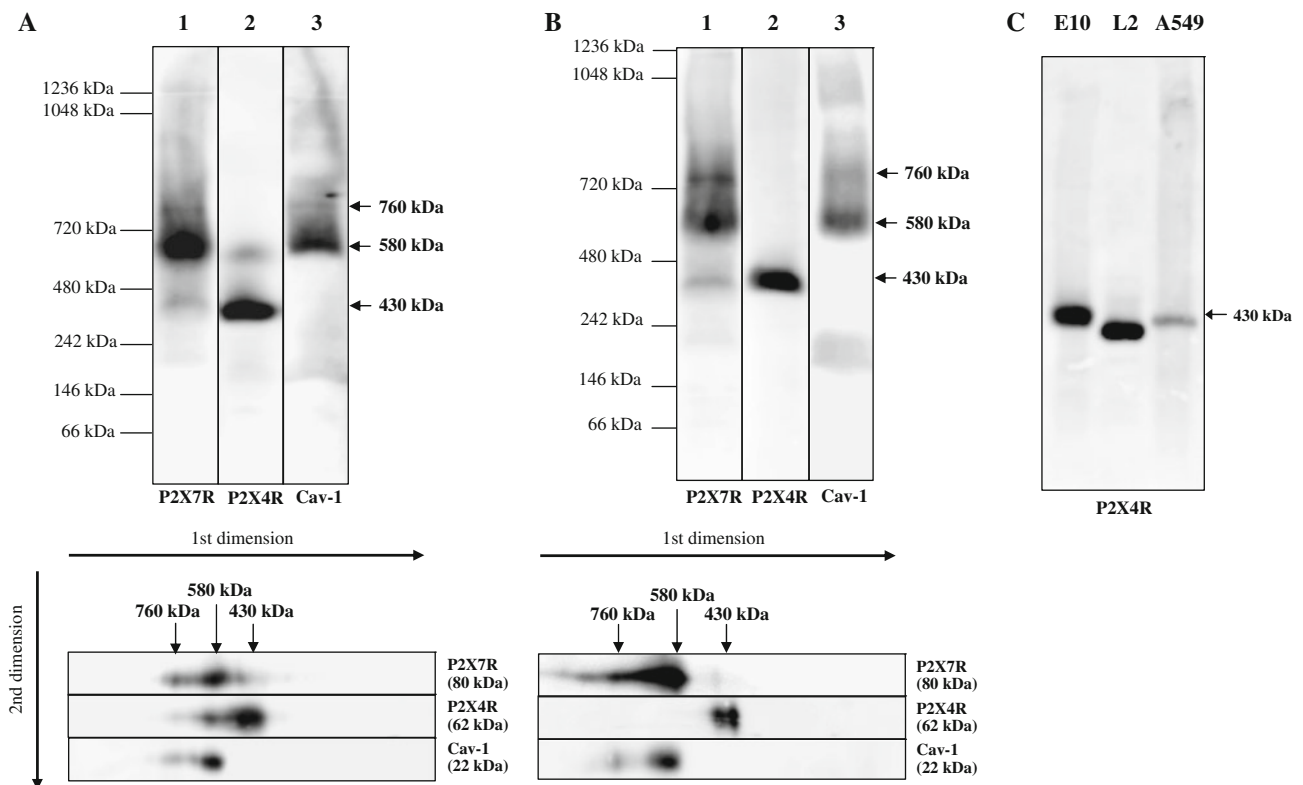 A
1 2 3
1236 kDa
1048 kDa
720 kDa
480 kDa
242 kDa
146 kDa
66 kDa
760 kDa
580 kDa
430 kDa
P2X7R P2X4R Cav-1
B
1 2 3
1236 kDa
1048 kDa
720 kDa
480 kDa
242 kDa
146 kDa
66 kDa
760 kDa
580 kDa
430 kDa
P2X7R P2X4R Cav-1
C
E10 L2 A549
430 kDa
P2X4R
1st dimension
2nd dimension
580 kDa
760 kDa 430 kDa
P2X7R
(80 kDa)
P2X4R
(62 kDa)
Cav-1
(22 kDa)
1st dimension
580 kDa
760 kDa 430 kDa
P2X7R
(80 kDa)
P2X4R
(62 kDa)
Cav-1
(22 kDa)